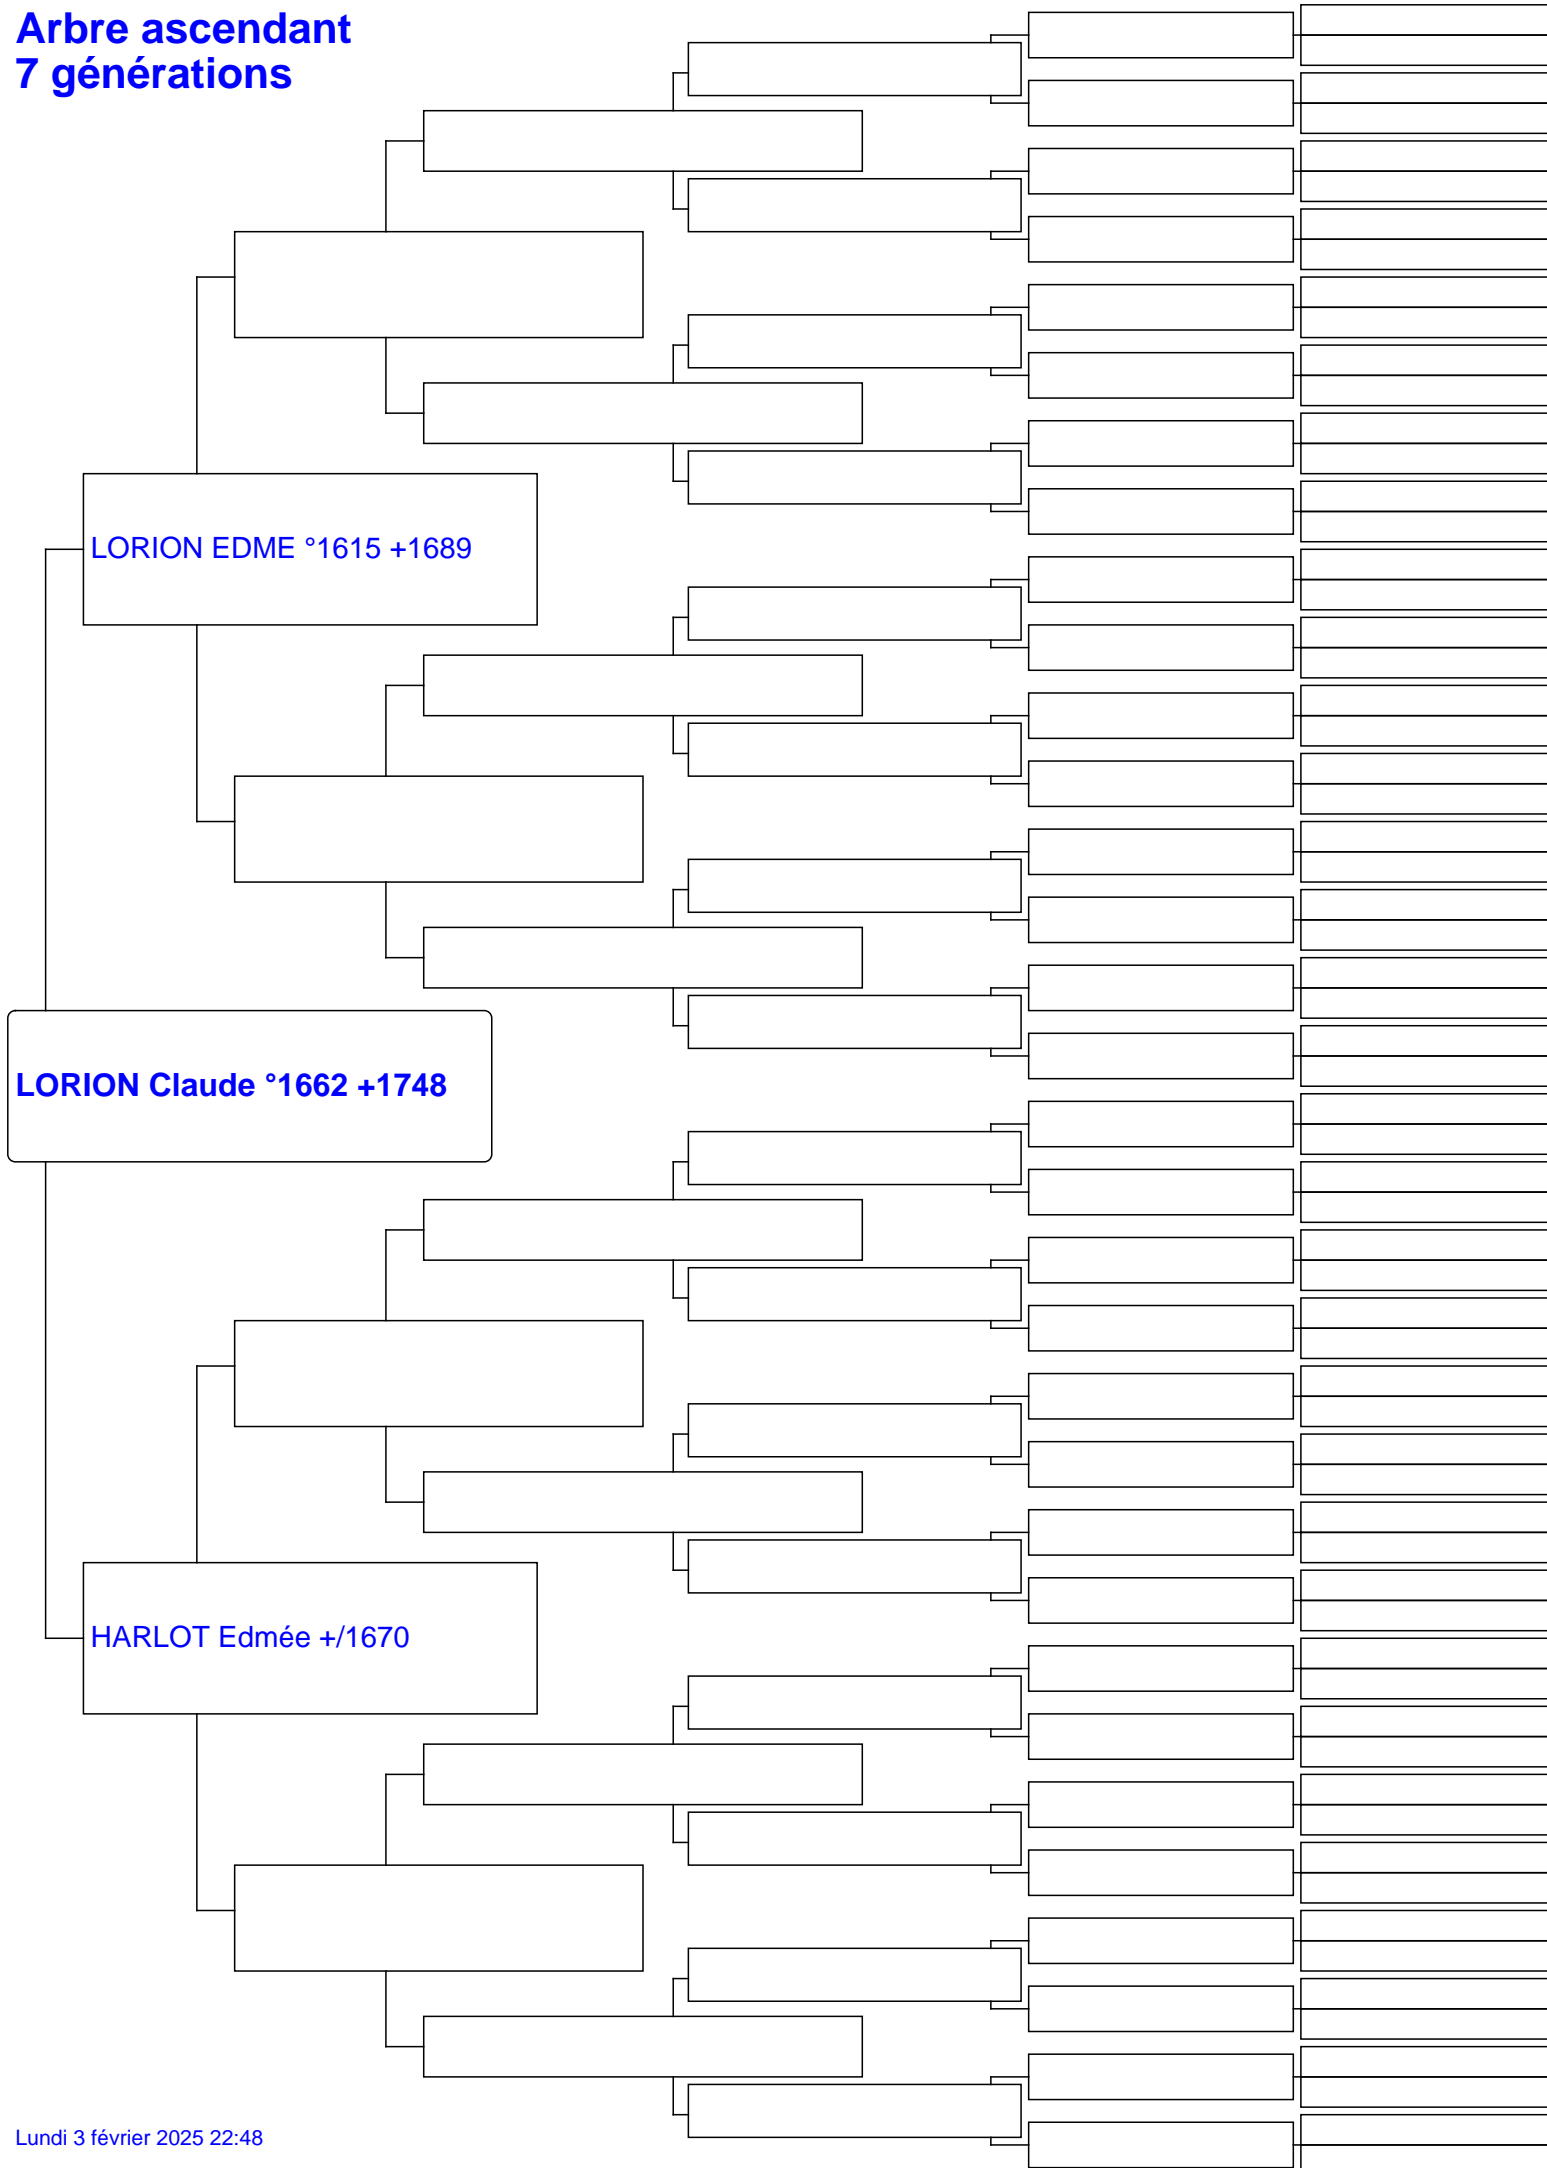 Arbre ascendant
7 générations
LORION EDME °1615 +1689
LORION Claude °1662 +1748
HARLOT Edmée +/1670
Lundi 3 février 2025 22:48